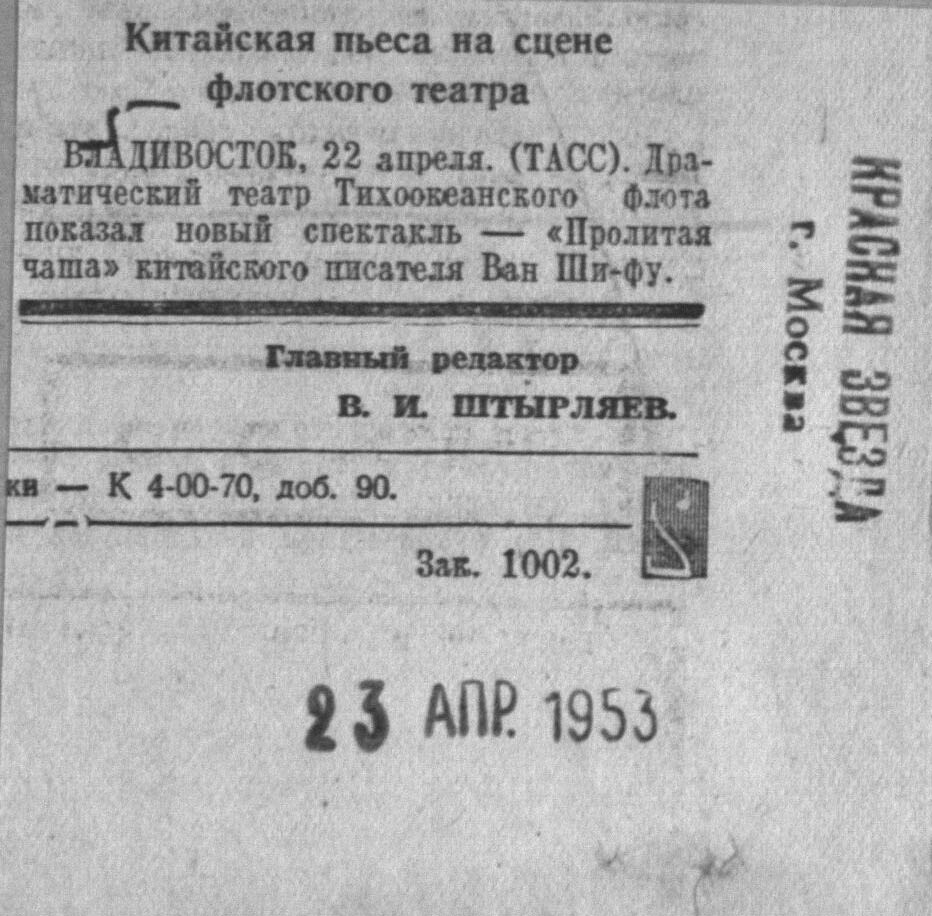 Китайская пьеса на сцене
флотского театра
ВЛАДИВОСТОК, 22 апреля. (ТАСС). Дра-
матический театр Тихоокеанского флота
показал новый спектакль — «Пролитая
чаша» китайского писателя Ван Ши-фу.
Главный редактор
В. И. ШТЫРЛЯЕВ.
ки — К 4-00-70, доб. 90.
Зак. 1002.
23 АПР. 1953
КРАСНАЯ ЗВЕЗДА
г. Москва